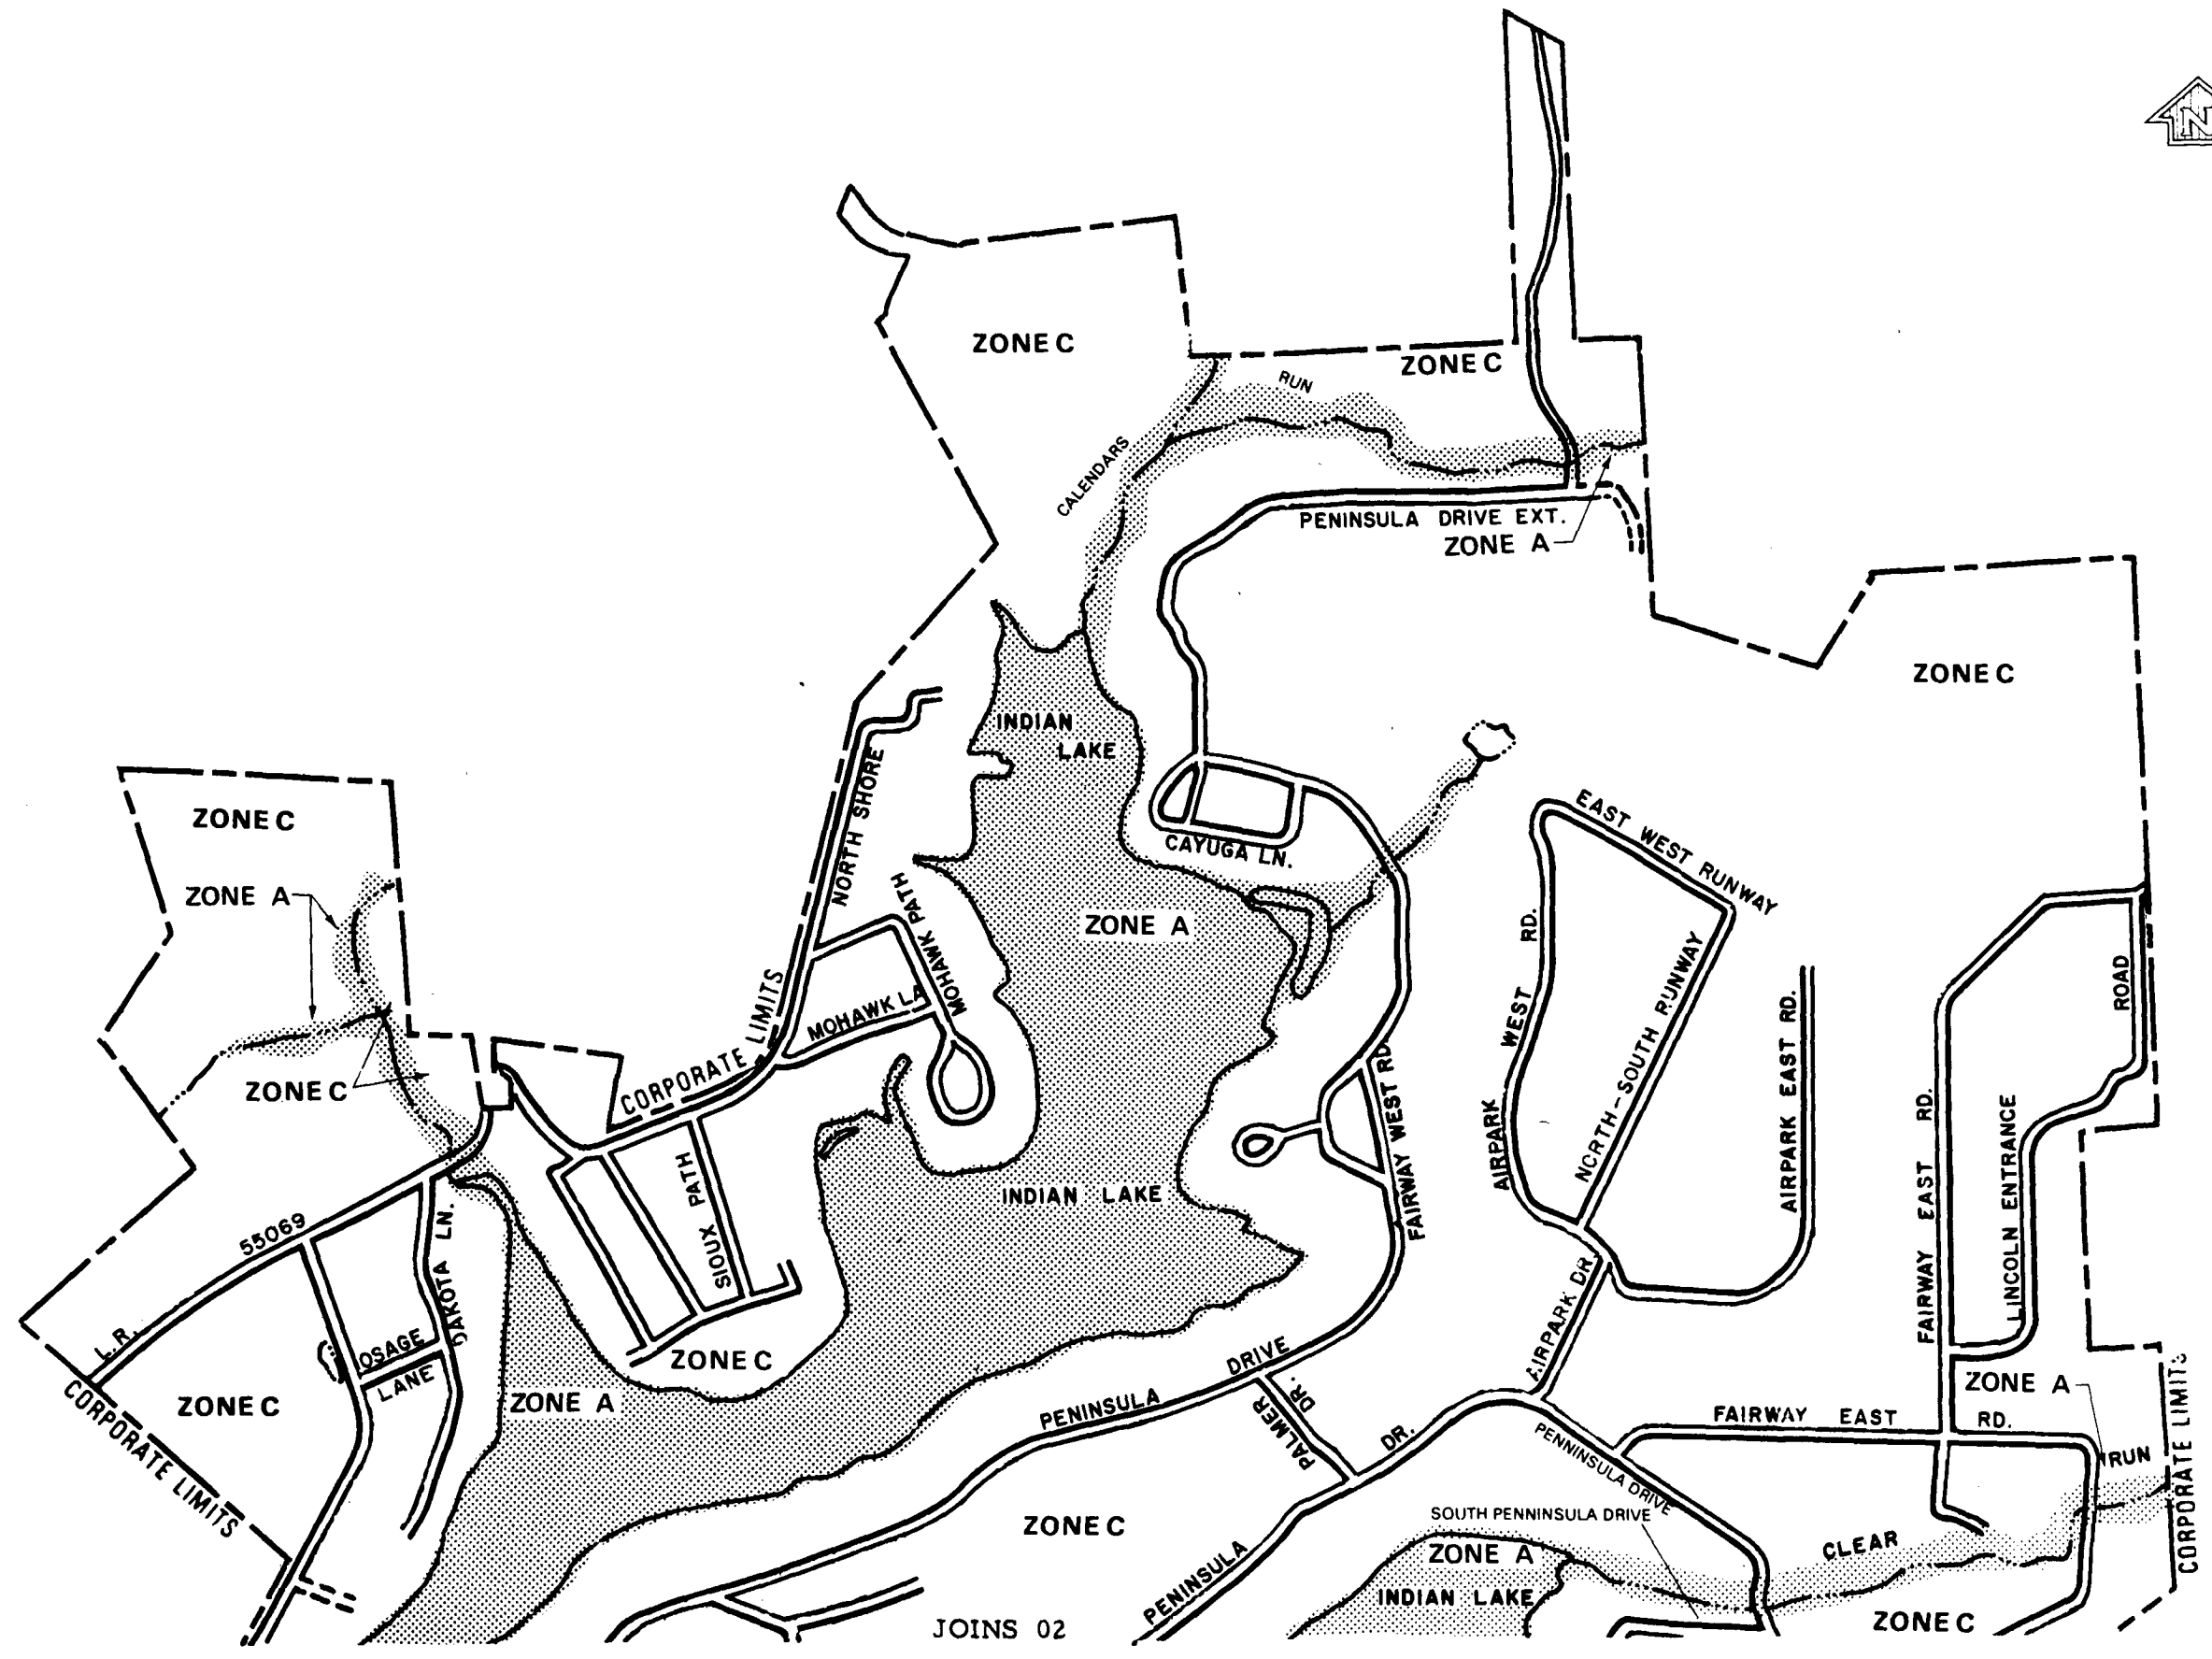 N
ZONE C
ZONE C
RUN
CALENDARS
PENINSULA DRIVE EXT.
ZONE A
ZONE C
INDIAN
LAKE
NORTH SHORE
ZONE C
EAST WEST RUNWAY
CAYUGA LN.
ZONE A
MOHAWK PATH
ZONE A
AIRPARK WEST RD.
NORTH-SOUTH RUNWAY
AIRPARK EAST RD.
ROAD
MOHAWK LA
CORPORATE LIMITS
ZONE C
FAIRWAY WEST RD.
FAIRWAY EAST RD.
LINCOLN ENTRANCE
SIOUX PATH
INDIAN LAKE
L.R. 55069
DAKOTA LN.
OSAGE
LANE
AIRPARK DR
ZONE C
PENINSULA DRIVE
PALMER DR.
ZONE A
ZONE C
ZONE A
CORPORATE LIMITS
FAIRWAY EAST RD.
CORPORATE LIMITS
PENINSULA DR.
PENNINSULA DRIVE
RUN
SOUTH PENNINSULA DRIVE
ZONE C
CLEAR
ZONE A
INDIAN LAKE
ZONE C
JOINS 02